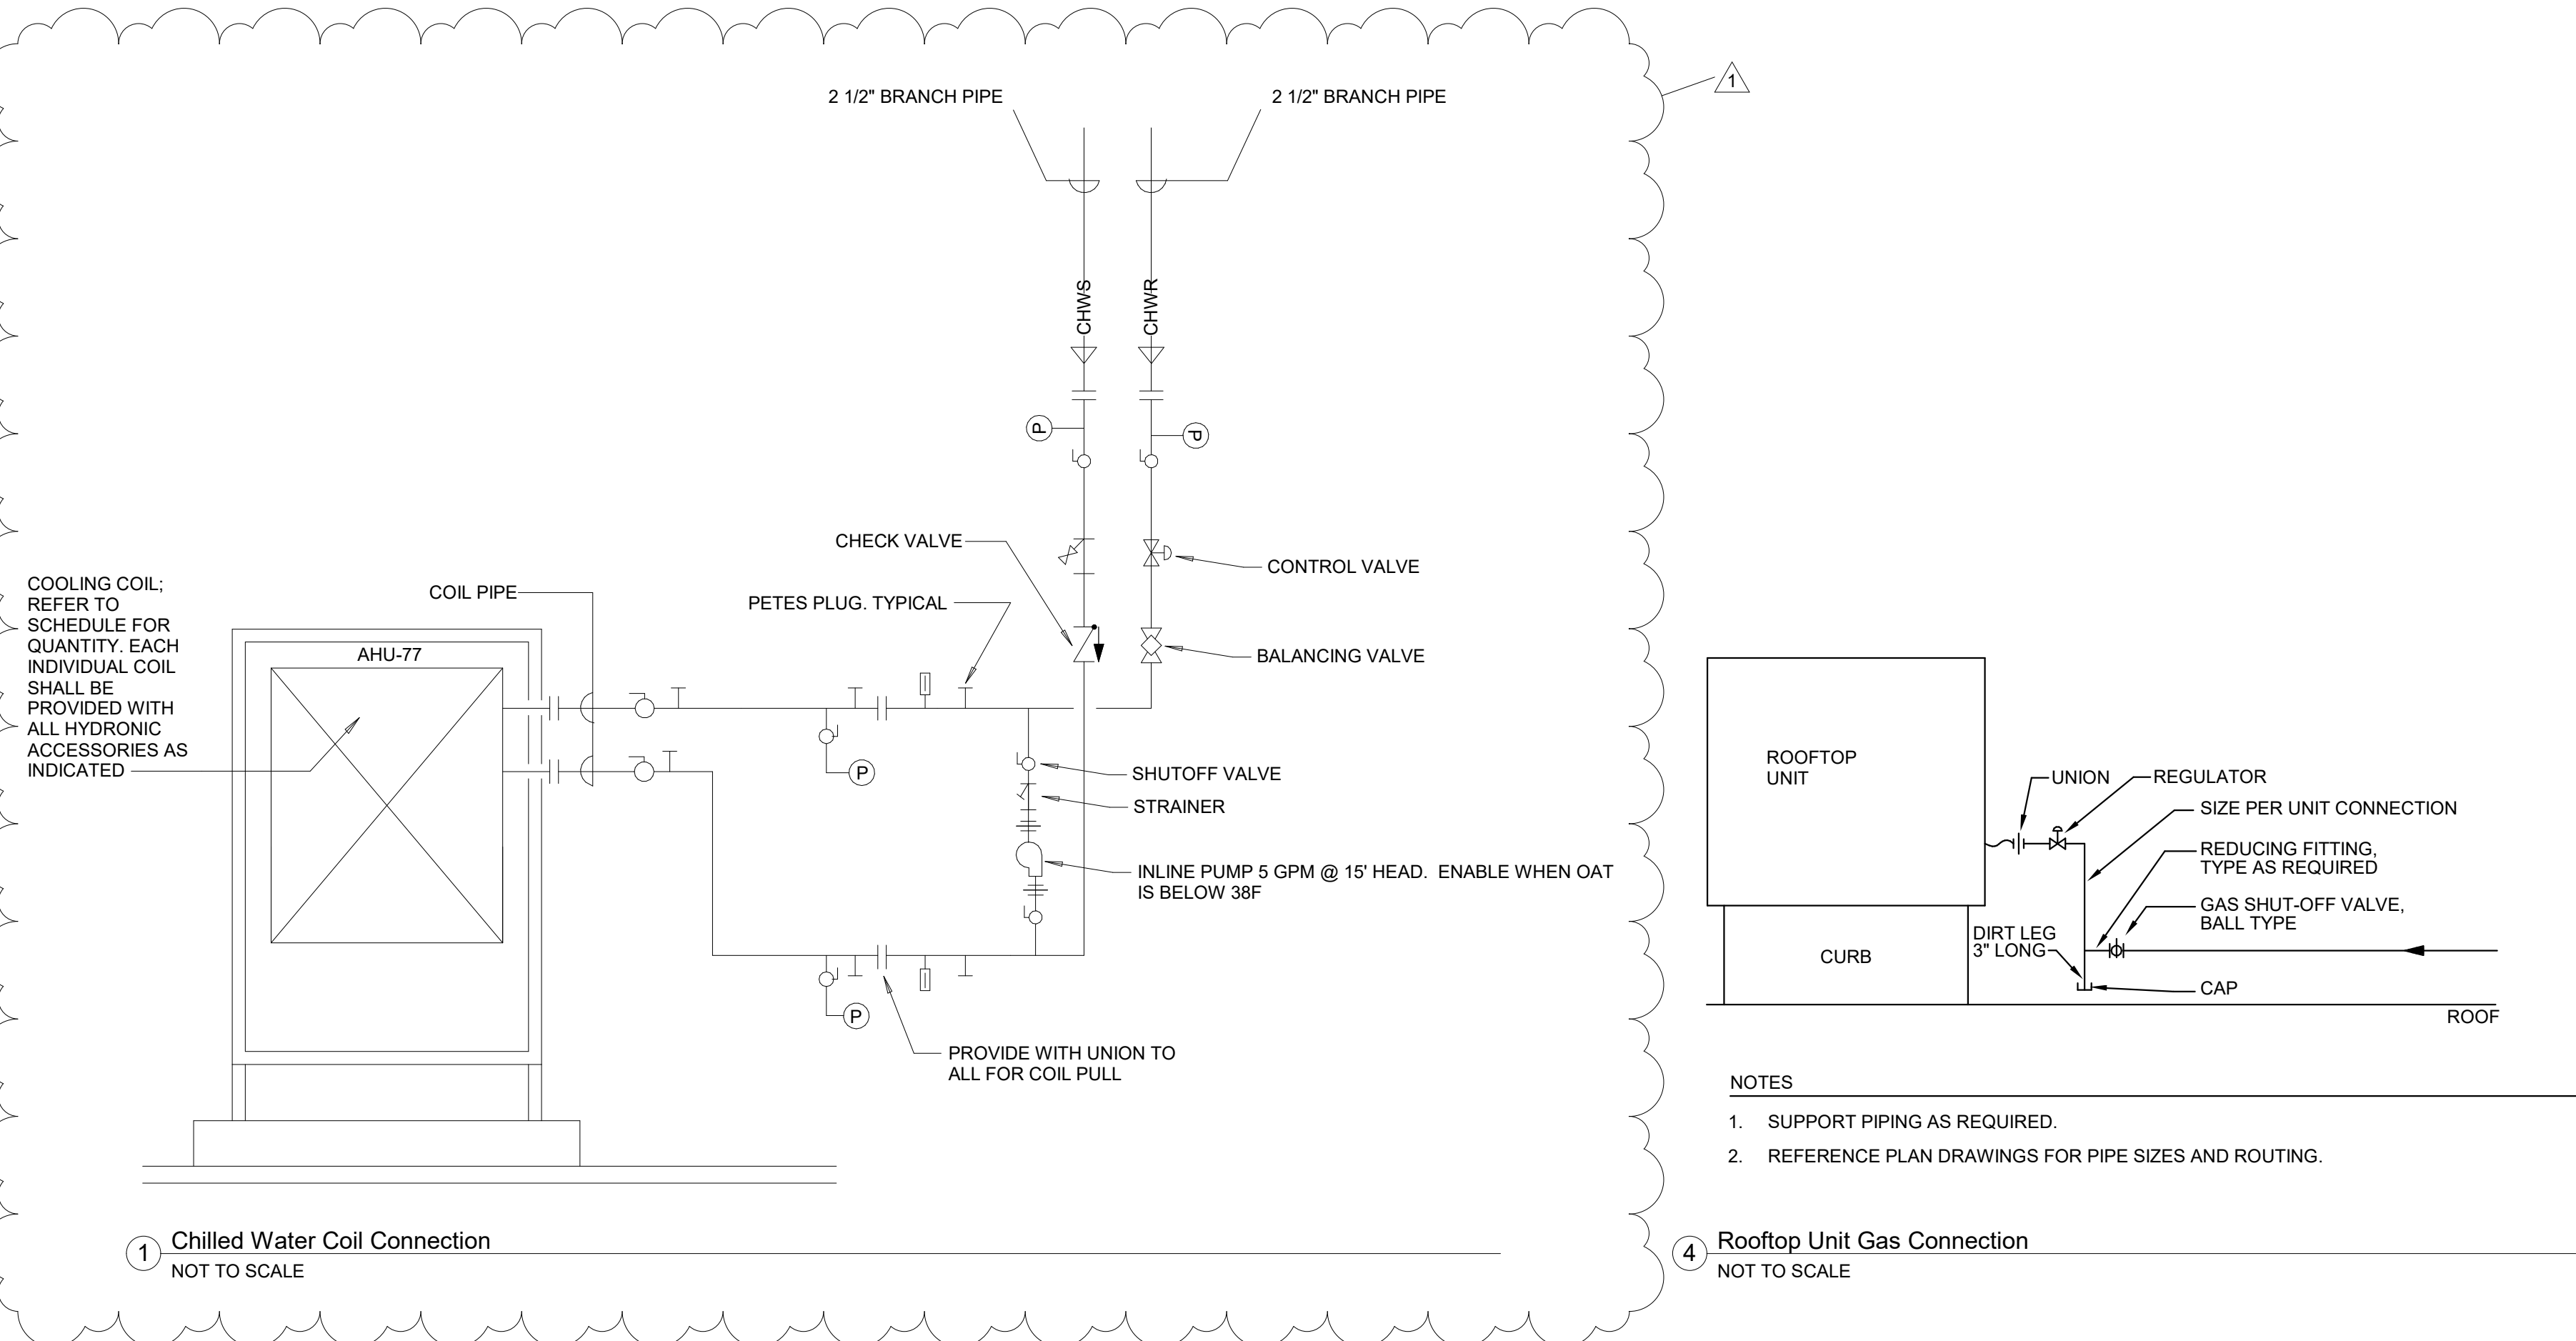 1
2 1/2" BRANCH PIPE
2 1/2" BRANCH PIPE
CHWS
CHWR
P
P
CHECK VALVE
CONTROL VALVE
COOLING COIL;
REFER TO
SCHEDULE FOR
QUANTITY. EACH
INDIVIDUAL COIL
SHALL BE
PROVIDED WITH
ALL HYDRONIC
ACCESSORIES AS
INDICATED
COIL PIPE
PETES PLUG. TYPICAL
AHU-77
BALANCING VALVE
P
SHUTOFF VALVE
STRAINER
INLINE PUMP 5 GPM @ 15' HEAD. ENABLE WHEN OAT
IS BELOW 38F
P
PROVIDE WITH UNION TO
ALL FOR COIL PULL
1
Chilled Water Coil Connection
NOT TO SCALE
ROOFTOP
UNIT
UNION
REGULATOR
SIZE PER UNIT CONNECTION
REDUCING FITTING,
TYPE AS REQUIRED
GAS SHUT-OFF VALVE,
BALL TYPE
DIRT LEG
3" LONG
CURB
CAP
ROOF
NOTES
1. SUPPORT PIPING AS REQUIRED.
2. REFERENCE PLAN DRAWINGS FOR PIPE SIZES AND ROUTING.
4
Rooftop Unit Gas Connection
NOT TO SCALE